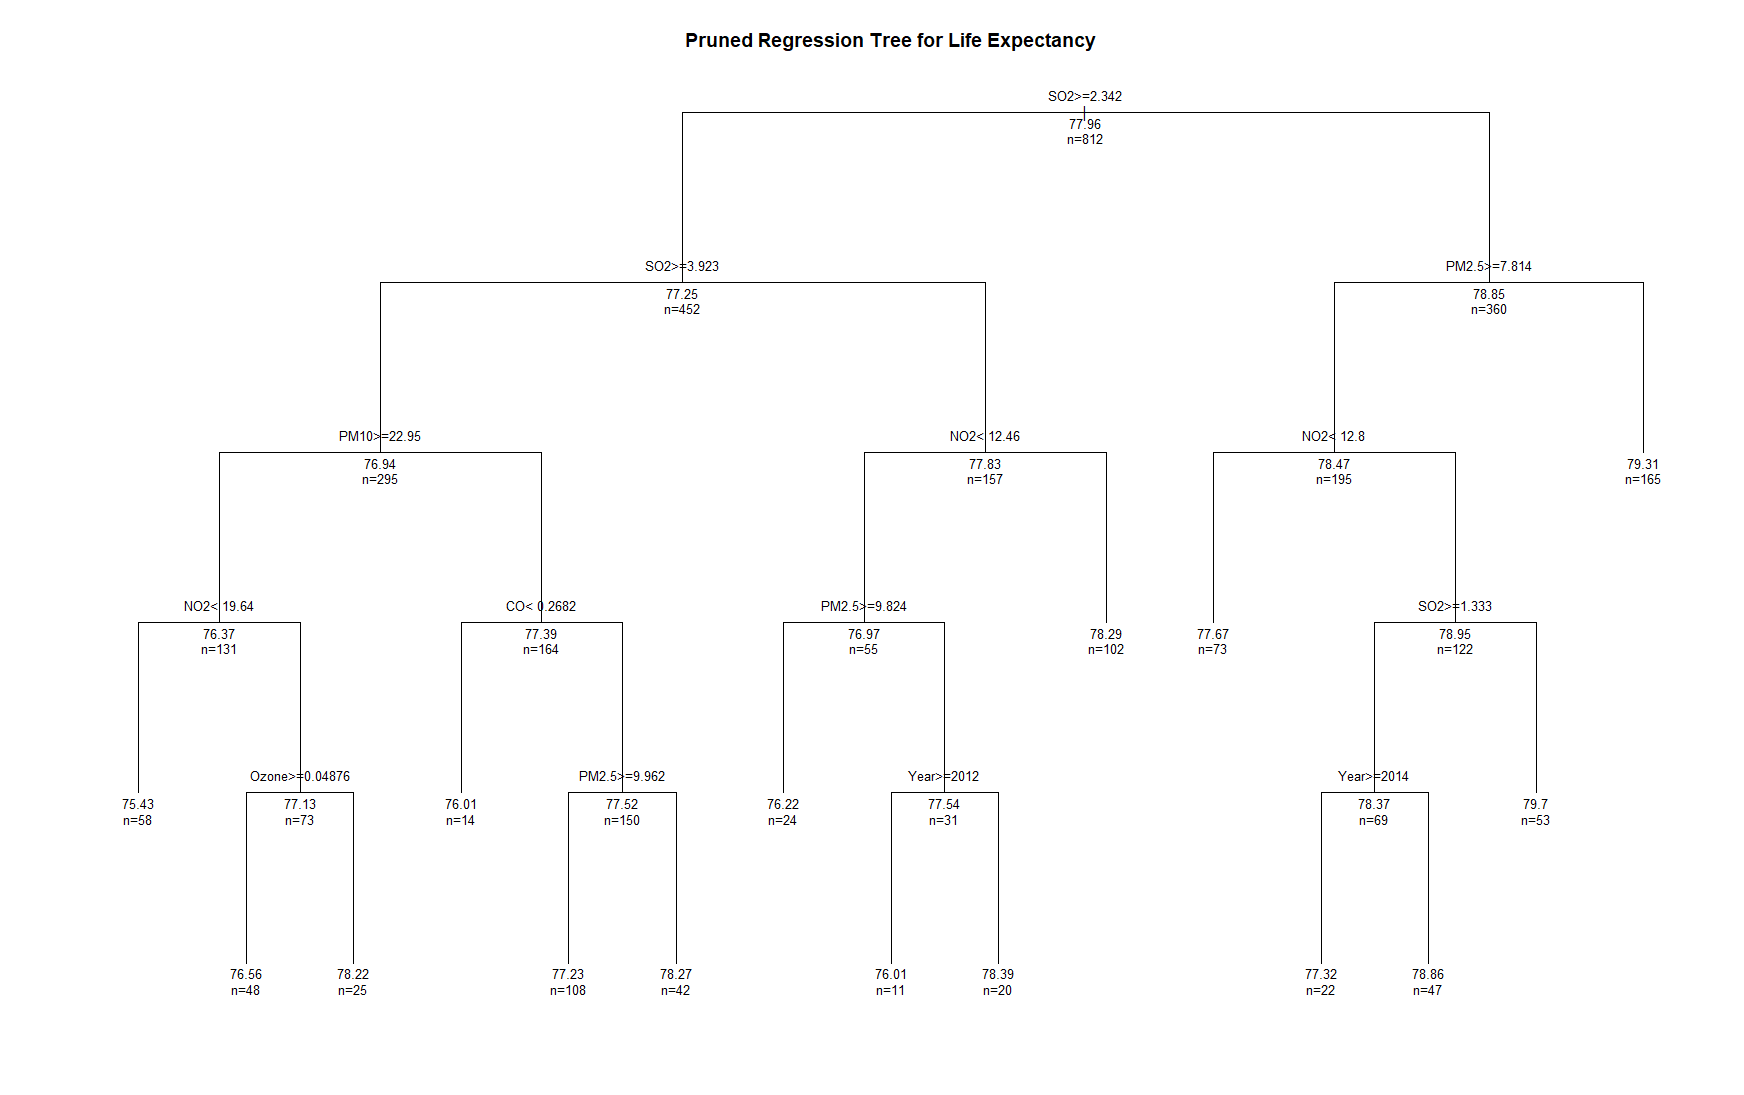 Pruned Regression Tree for Life Expectancy
SO2>=2.342
77.96
n=812
SO2>=3.923
77.25
n=452
PM2.5>=7.814
78.85
n=360
PM10>=22.95
76.94
n=295
NO2< 12.46
77.83
n=157
NO2< 12.8
78.47
n=195
79.31
n=165
NO2< 19.64
76.37
n=131
CO< 0.2682
77.39
n=164
PM2.5>=9.824
76.97
n=55
78.29
n=102
77.67
n=73
SO2>=1.333
78.95
n=122
75.43
n=58
Ozone>=0.04876
77.13
n=73
76.01
n=14
PM2.5>=9.962
77.52
n=150
76.22
n=24
Year>=2012
77.54
n=31
Year>=2014
78.37
n=69
79.7
n=53
76.56
n=48
78.22
n=25
77.23
n=108
78.27
n=42
76.01
n=11
78.39
n=20
77.32
n=22
78.86
n=47